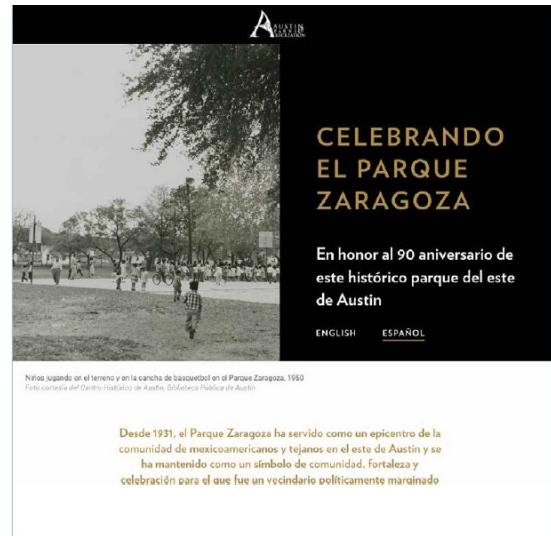 AUSTIN
PARKS
RECREATION
CELEBRANDO
EL PARQUE
ZARAGOZA
En honor al 90 aniversario de
este histórico parque del este
de Austin
ENGLISH ESPAÑOL
Niños jugando en el terreno y en la cancha de básquetbol en el Parque Zaragoza, 1950
Foto cortesía del Centro Histórico de Austin, Biblioteca Pública de Austin
Desde 1931, el Parque Zaragoza ha servido como un epicentro de la
comunidad de mexicoamericanos y tejanos en el este de Austin y se
ha mantenido como un símbolo de comunidad, fortaleza y
celebración para el que fue un vecindario políticamente marginado